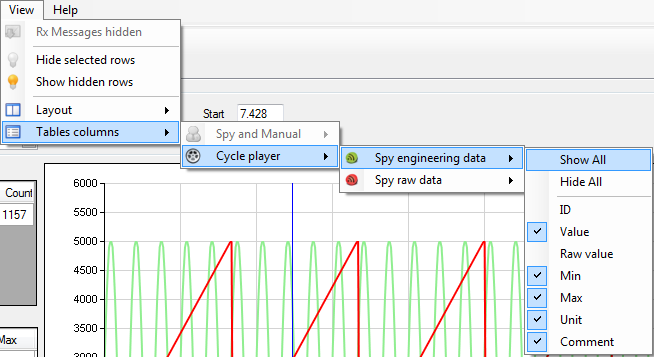 View Help
Rx Messages hidden
Hide selected rows
Show hidden rows
Layout
Tables columns
Start 7.428
Spy and Manual
Cycle player
Spy engineering data
Spy raw data
Show All
Hide All
ID
Value
Raw value
Min
Max
Unit
Comment
Count
1157
Max
6000
5500
5000
4500
4000
3500
3000